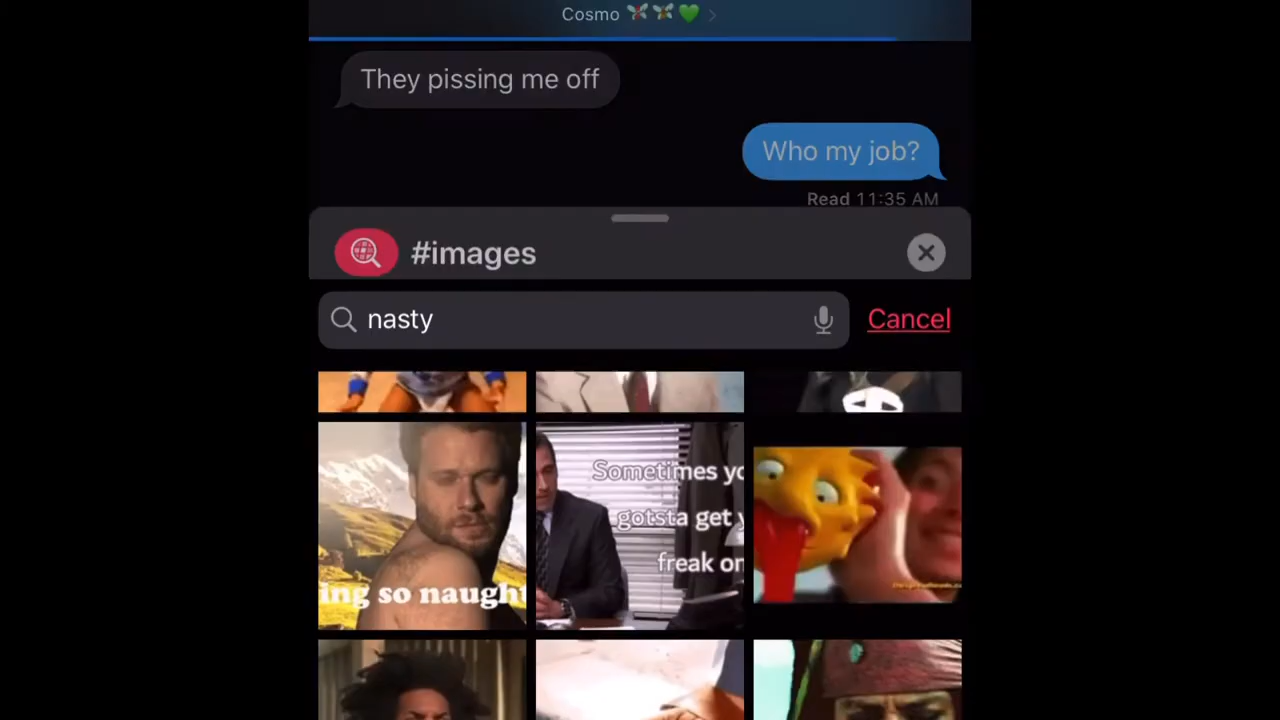 Cosmo
They pissing me off
Who my job?
Read 11:35 AM
#images
nasty
Cancel
Sometimes yo
gotsta get y
freak on
ing so naught